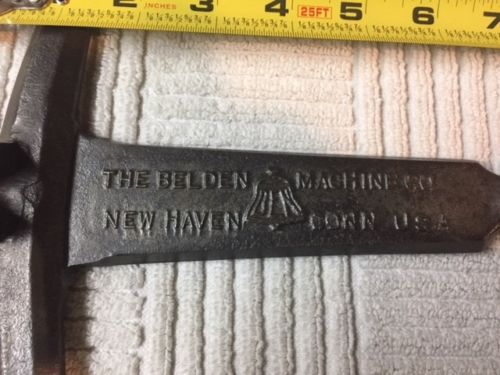 2 3 4 5 6 7
INCHES 25FT
THE BELDEN MACHINE CO
NEW HAVEN CONN. U.S.A